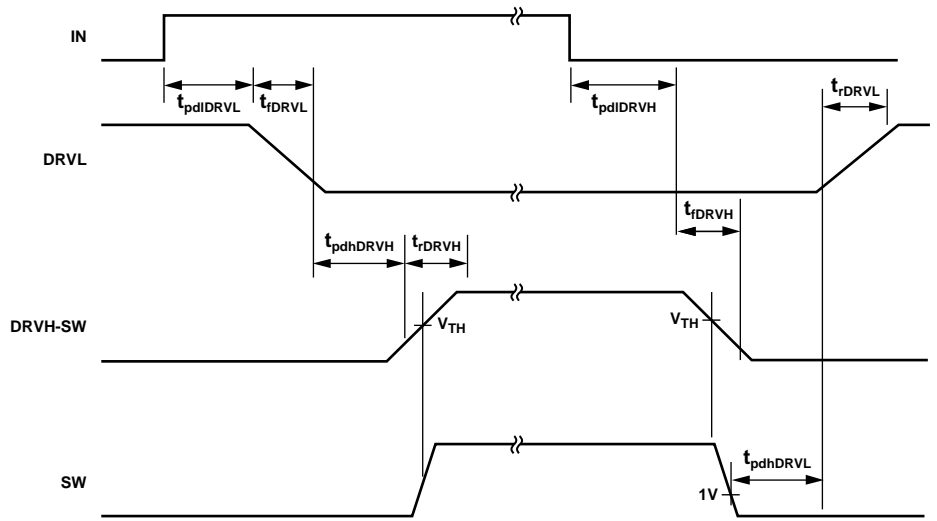 IN
tpdlDRVL
tfDRVL
tpdlDRVH
trDRVL
DRVL
tfDRVH
tpdhDRVH
trDRVH
DRVH-SW
VTH
VTH
tpdhDRVL
SW
1V